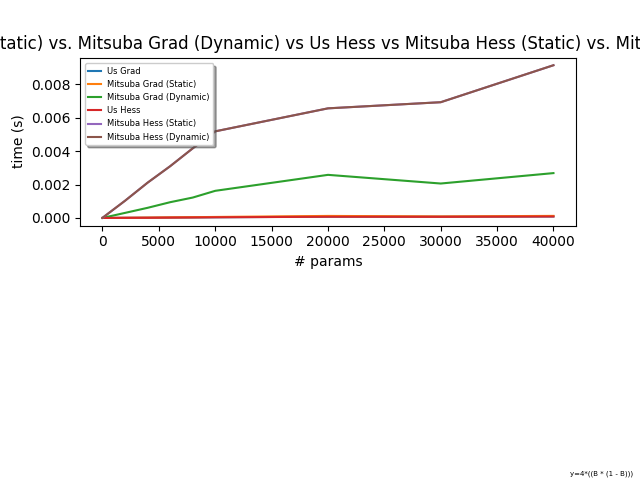 tatic) vs. Mitsuba Grad (Dynamic) vs Us Hess vs Mitsuba Hess (Static) vs. Mit
Us Grad
Mitsuba Grad (Static)
Mitsuba Grad (Dynamic)
Us Hess
Mitsuba Hess (Static)
Mitsuba Hess (Dynamic)
0.008
0.006
0.004
0.002
0.000
time (s)
0 5000 10000 15000 20000 25000 30000 35000 40000
# params
y=4*((B * (1 - B)))